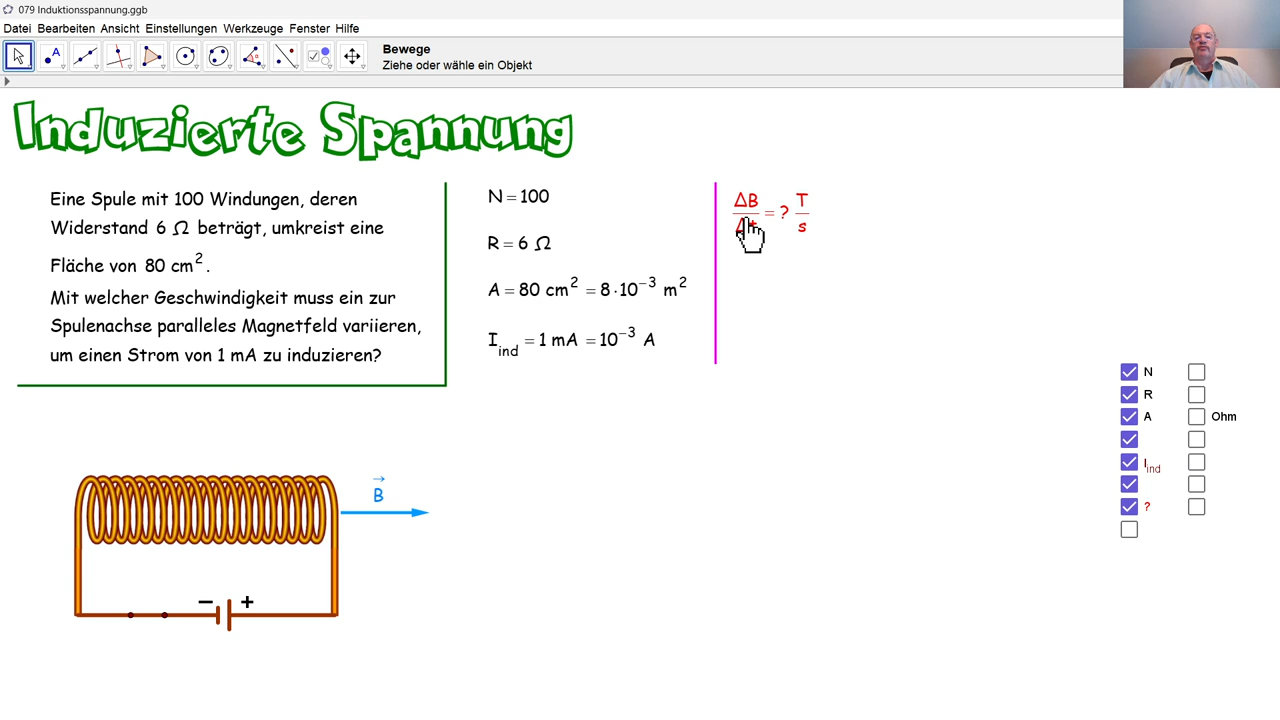 079 Induktionsspannung.ggb
Datei Bearbeiten Ansicht Einstellungen Werkzeuge Fenster Hilfe
A
Bewege
Ziehe oder wähle ein Objekt
Induzierte Spannung
Eine Spule mit 100 Windungen, deren
Widerstand 6 Ω beträgt, umkreist eine
Fläche von 80 cm².
Mit welcher Geschwindigkeit muss ein zur
Spulenachse paralleles Magnetfeld variieren,
um einen Strom von 1 mA zu induzieren?
N = 100
R = 6 Ω
A = 80 cm² = 8·10⁻³ m²
I_ind = 1 mA = 10⁻³ A
ΔB/Δt = ? T/s
N
R
A Ohm
I_ind
?
B
− +